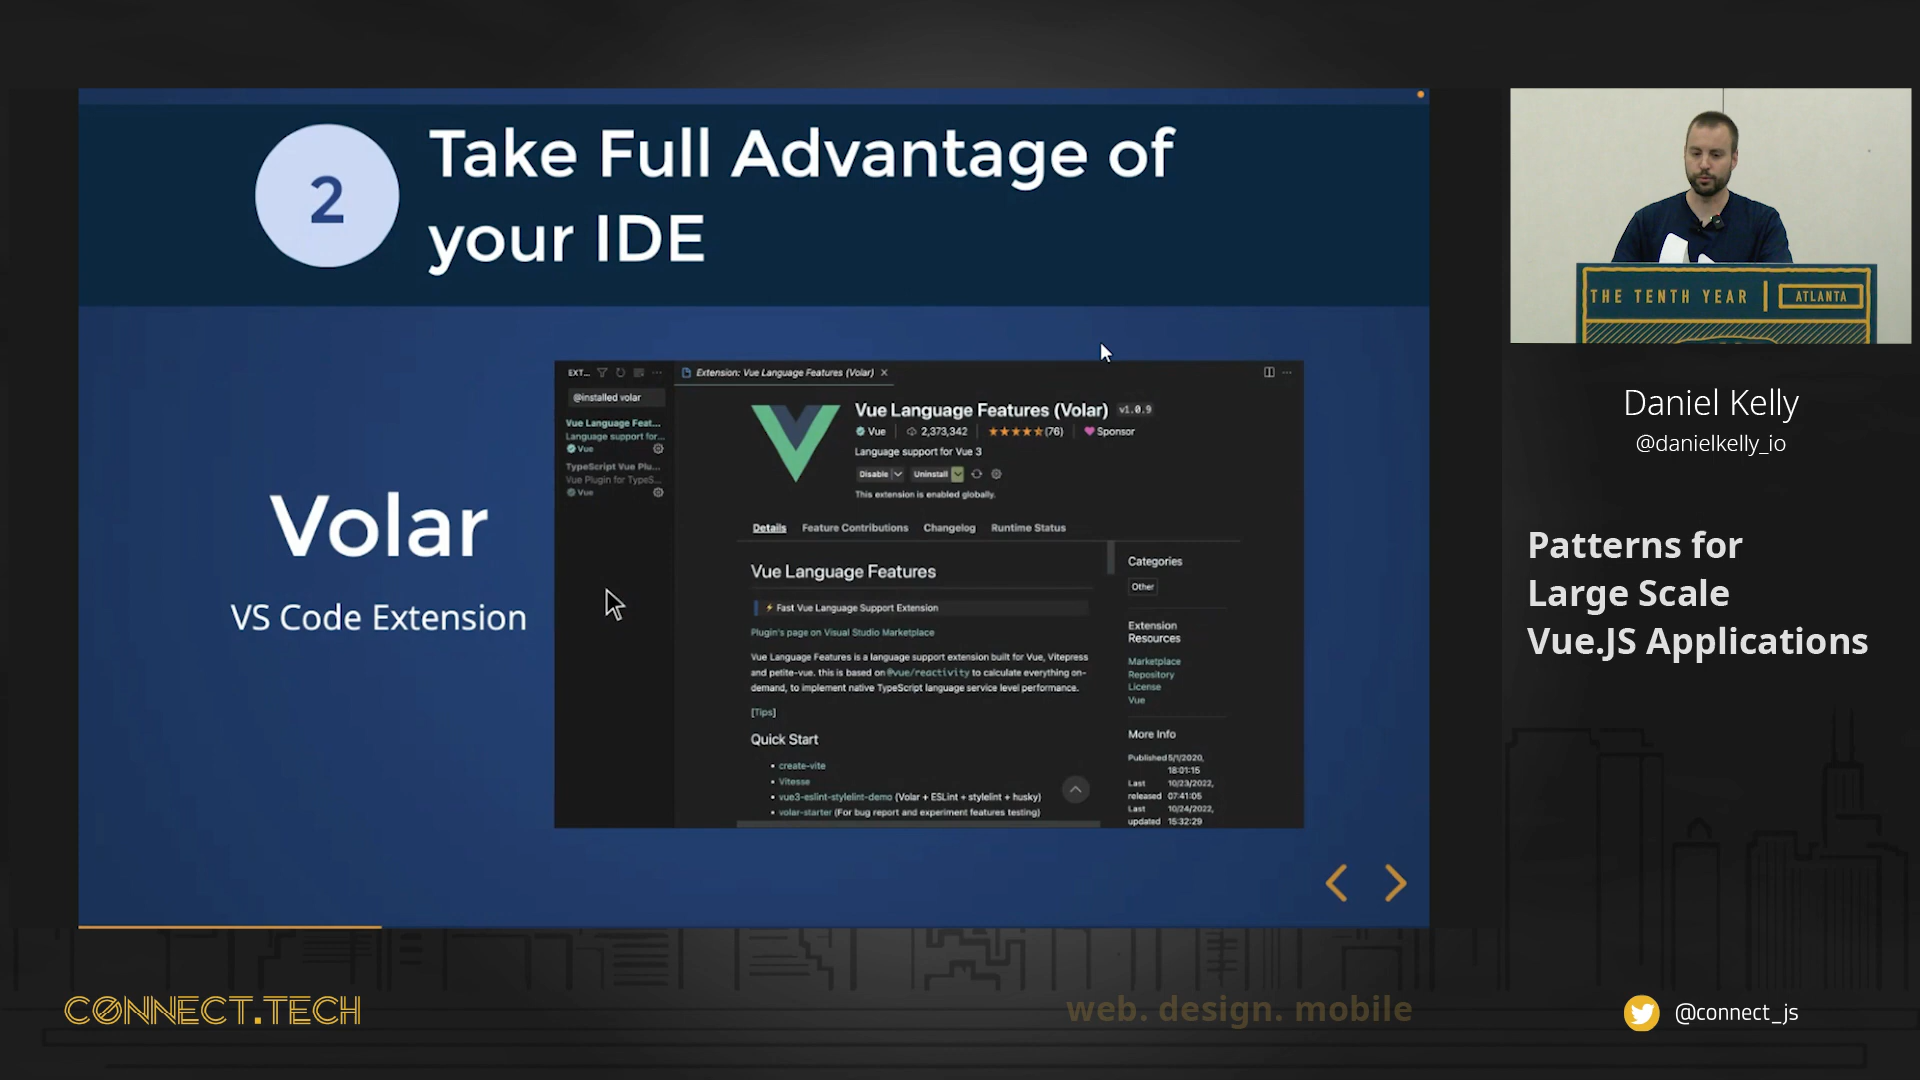 2
Take Full Advantage of
your IDE
Volar
VS Code Extension
EXT...
Extension: Vue Language Features (Volar)
@installed volar
Vue Language Feat...
Language support for...
Vue
TypeScript Vue Plu...
Vue Plugin for TypeS...
Vue
Vue Language Features (Volar) v1.0.9
Vue 2,373,342 (76) Sponsor
Language support for Vue 3
Disable Uninstall
This extension is enabled globally.
Details Feature Contributions Changelog Runtime Status
Vue Language Features
⚡ Fast Vue Language Support Extension
Plugin's page on Visual Studio Marketplace
Vue Language Features is a language support extension built for Vue, Vitepress
and petite-vue. this is based on @vue/reactivity to calculate everything on-
demand, to implement native TypeScript language service level performance.
[Tips]
Quick Start
• create-vite
• Vitesse
• vue3-eslint-stylelint-demo (Volar + ESLint + stylelint + husky)
• volar-starter (For bug report and experiment features testing)
Categories
Other
Extension
Resources
Marketplace
Repository
License
Vue
More Info
Published 5/1/2020,
18:01:15
Last 10/23/2022,
released 07:41:05
Last 10/24/2022,
updated 15:32:29
THE TENTH YEAR | ATLANTA
Daniel Kelly
@danielkelly_io
Patterns for
Large Scale
Vue.JS Applications
CONNECT.TECH
web. design. mobile
@connect_js